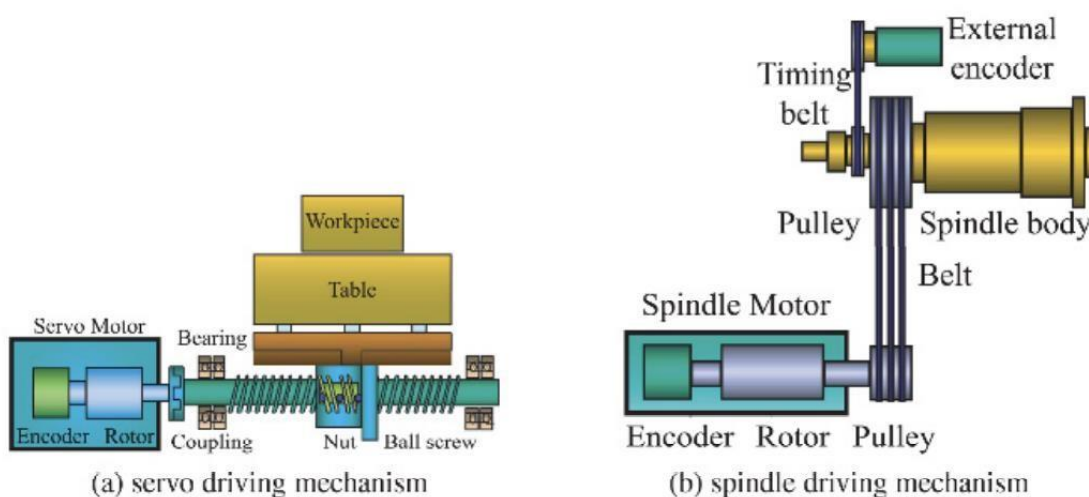 Workpiece
Table
Servo Motor
Bearing
Encoder
Rotor
Coupling
Nut
Ball screw
(a) servo driving mechanism
External
encoder
Timing
belt
Pulley
Spindle body
Belt
Spindle Motor
Encoder
Rotor
Pulley
(b) spindle driving mechanism